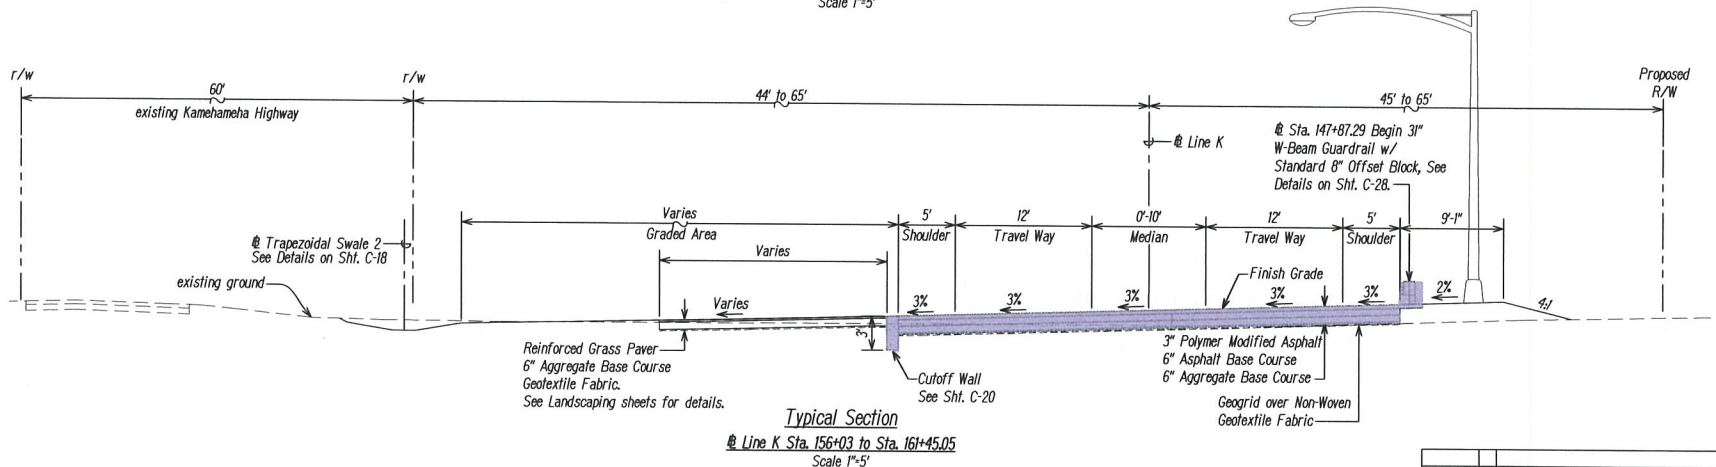 Scale 1"=5'
r/w
60'
existing Kamehameha Highway
r/w
44' to 65'
45' to 65'
Proposed
R/W
℄ Line K
℄ Sta. 147+87.29 Begin 31"
W-Beam Guardrail w/
Standard 8" Offset Block, See
Details on Sht. C-28.
Varies
Graded Area
5'
Shoulder
12'
Travel Way
0'-10'
Median
12'
Travel Way
5'
Shoulder
9'-1"
℄ Trapezoidal Swale 2
See Details on Sht. C-18
Varies
existing ground
Finish Grade
Varies
3%
3%
3%
3%
3%
2%
4:1
3'
Reinforced Grass Paver
6" Aggregate Base Course
Geotextile Fabric.
See Landscaping sheets for details.
Cutoff Wall
See Sht. C-20
3" Polymer Modified Asphalt
6" Asphalt Base Course
6" Aggregate Base Course
Geogrid over Non-Woven
Geotextile Fabric
Typical Section
℄ Line K Sta. 156+03 to Sta. 161+45.05
Scale 1"=5'